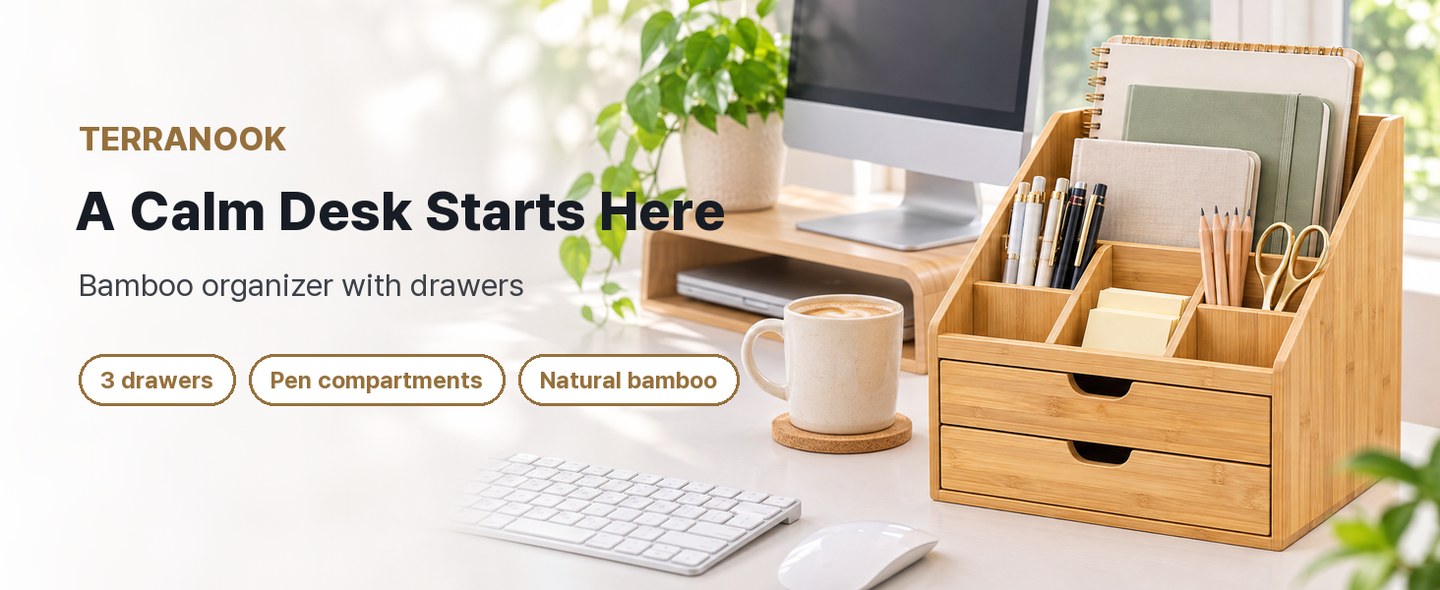 TERRANOOK
A Calm Desk Starts Here
Bamboo organizer with drawers
3 drawers
Pen compartments
Natural bamboo